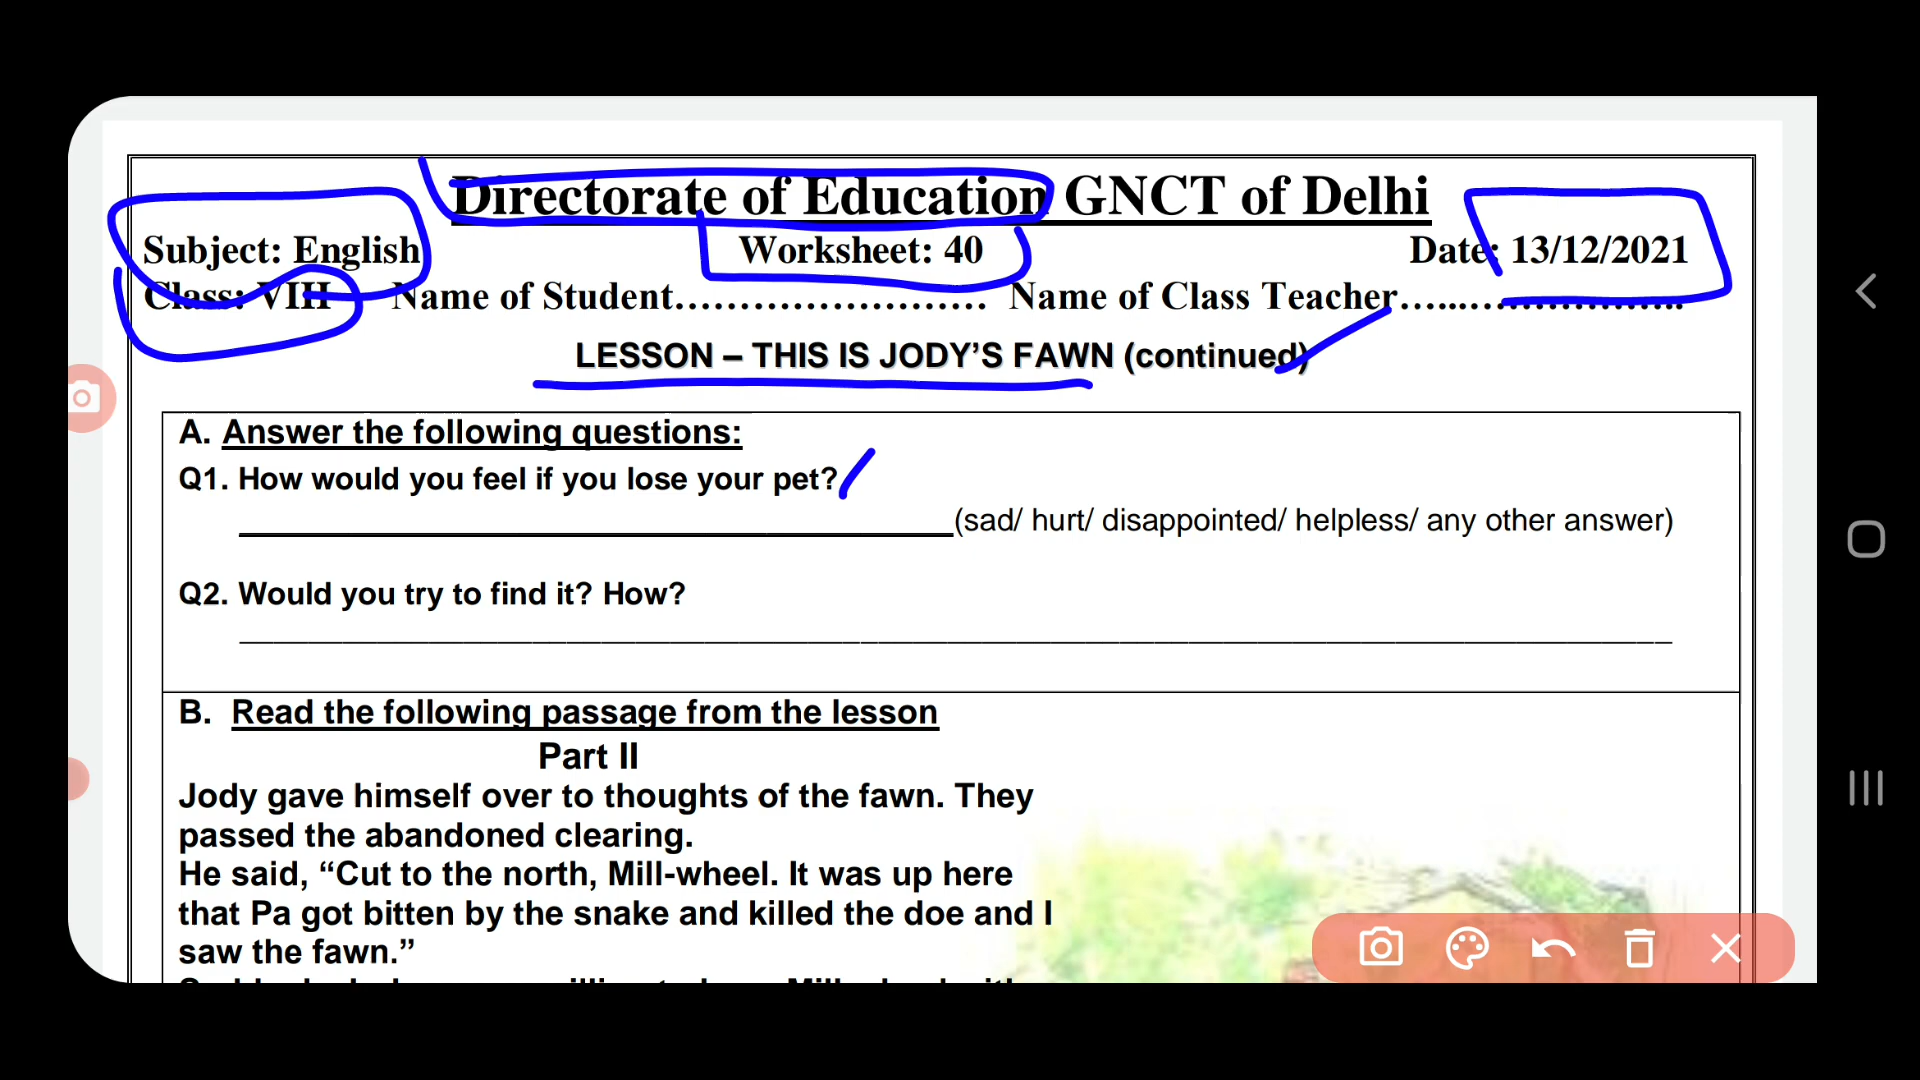 Directorate of Education GNCT of Delhi
Subject: English Worksheet: 40 Date: 13/12/2021
Class: VIII Name of Student…………………… Name of Class Teacher…...………………..
LESSON – THIS IS JODY’S FAWN (continued)
A. Answer the following questions:
Q1. How would you feel if you lose your pet?
(sad/ hurt/ disappointed/ helpless/ any other answer)
Q2. Would you try to find it? How?
B. Read the following passage from the lesson
Part II
Jody gave himself over to thoughts of the fawn. They
passed the abandoned clearing.
He said, “Cut to the north, Mill-wheel. It was up here
that Pa got bitten by the snake and killed the doe and I
saw the fawn.”